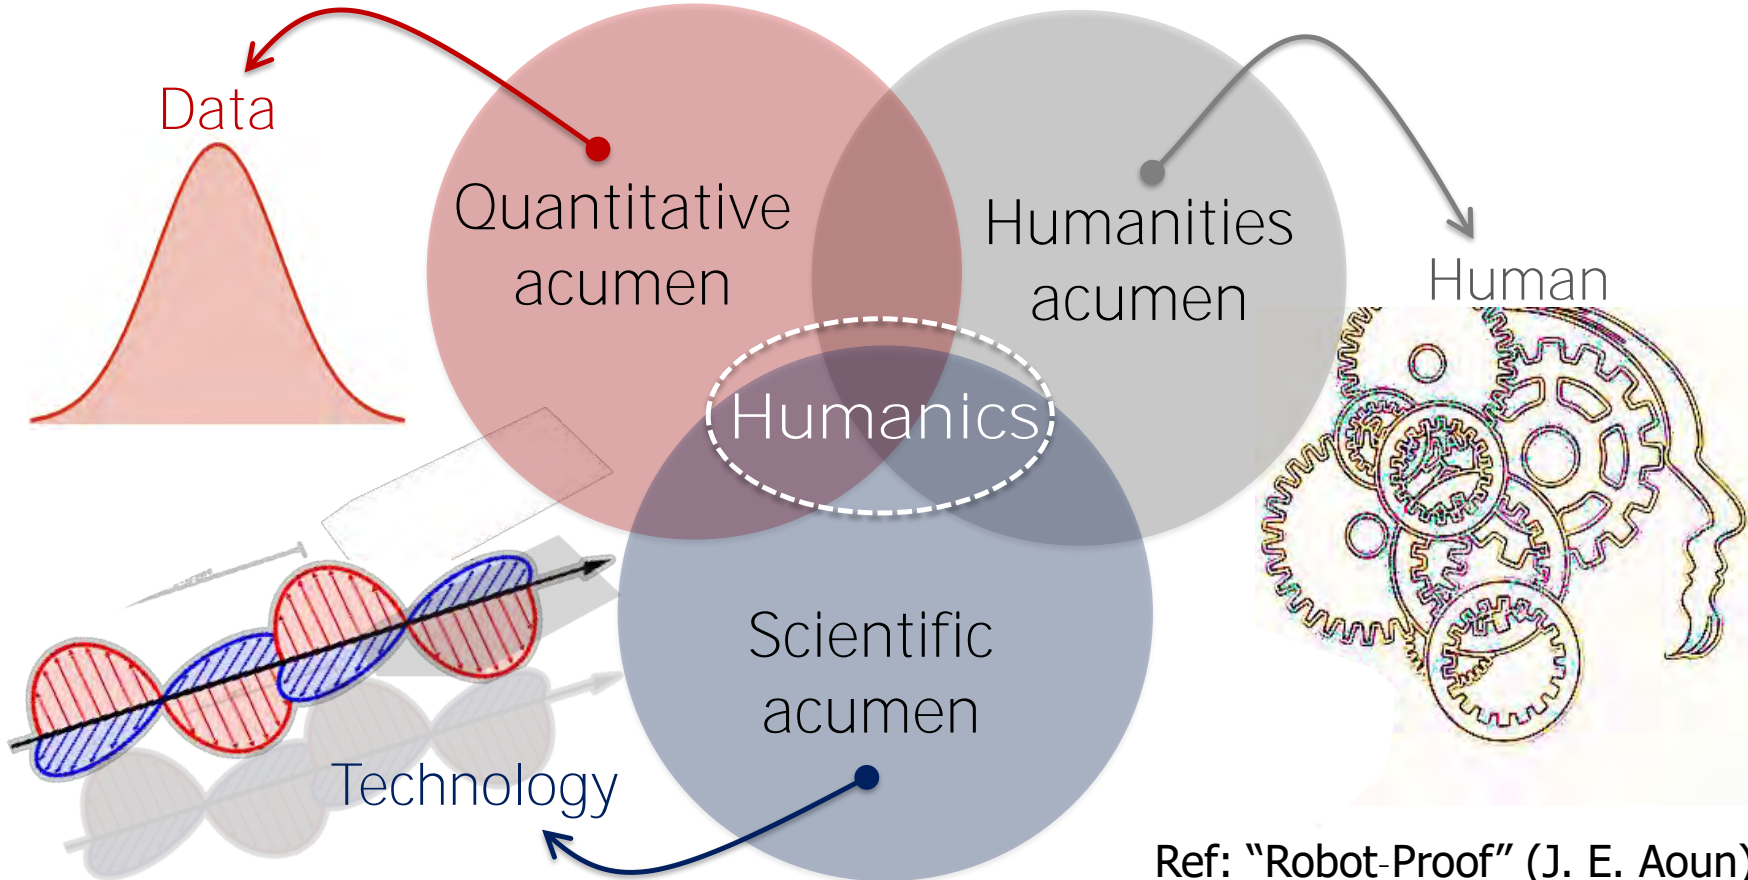 Data
Quantitative
acumen
Humanities
acumen
Human
Humanics
Scientific
acumen
Technology
Ref: “Robot-Proof” (J. E. Aoun)